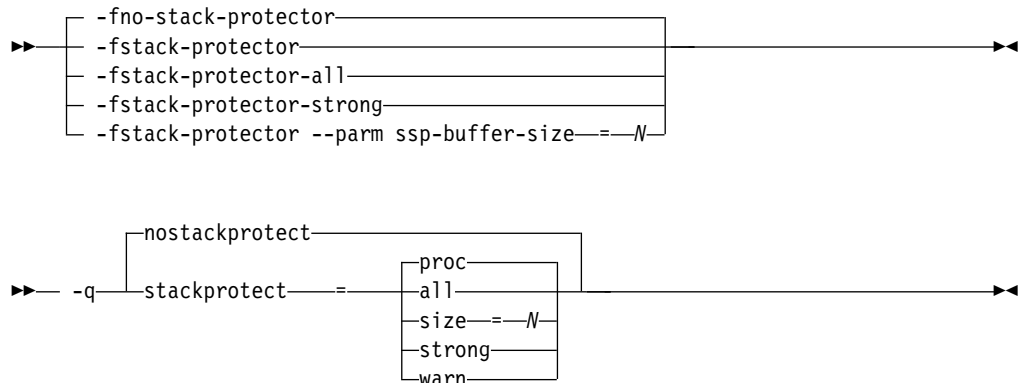 -fno-stack-protector
-fstack-protector
-fstack-protector-all
-fstack-protector-strong
-fstack-protector --parm ssp-buffer-size = N
nostackprotect
-q stackprotect = proc
all
size = N
strong
warn